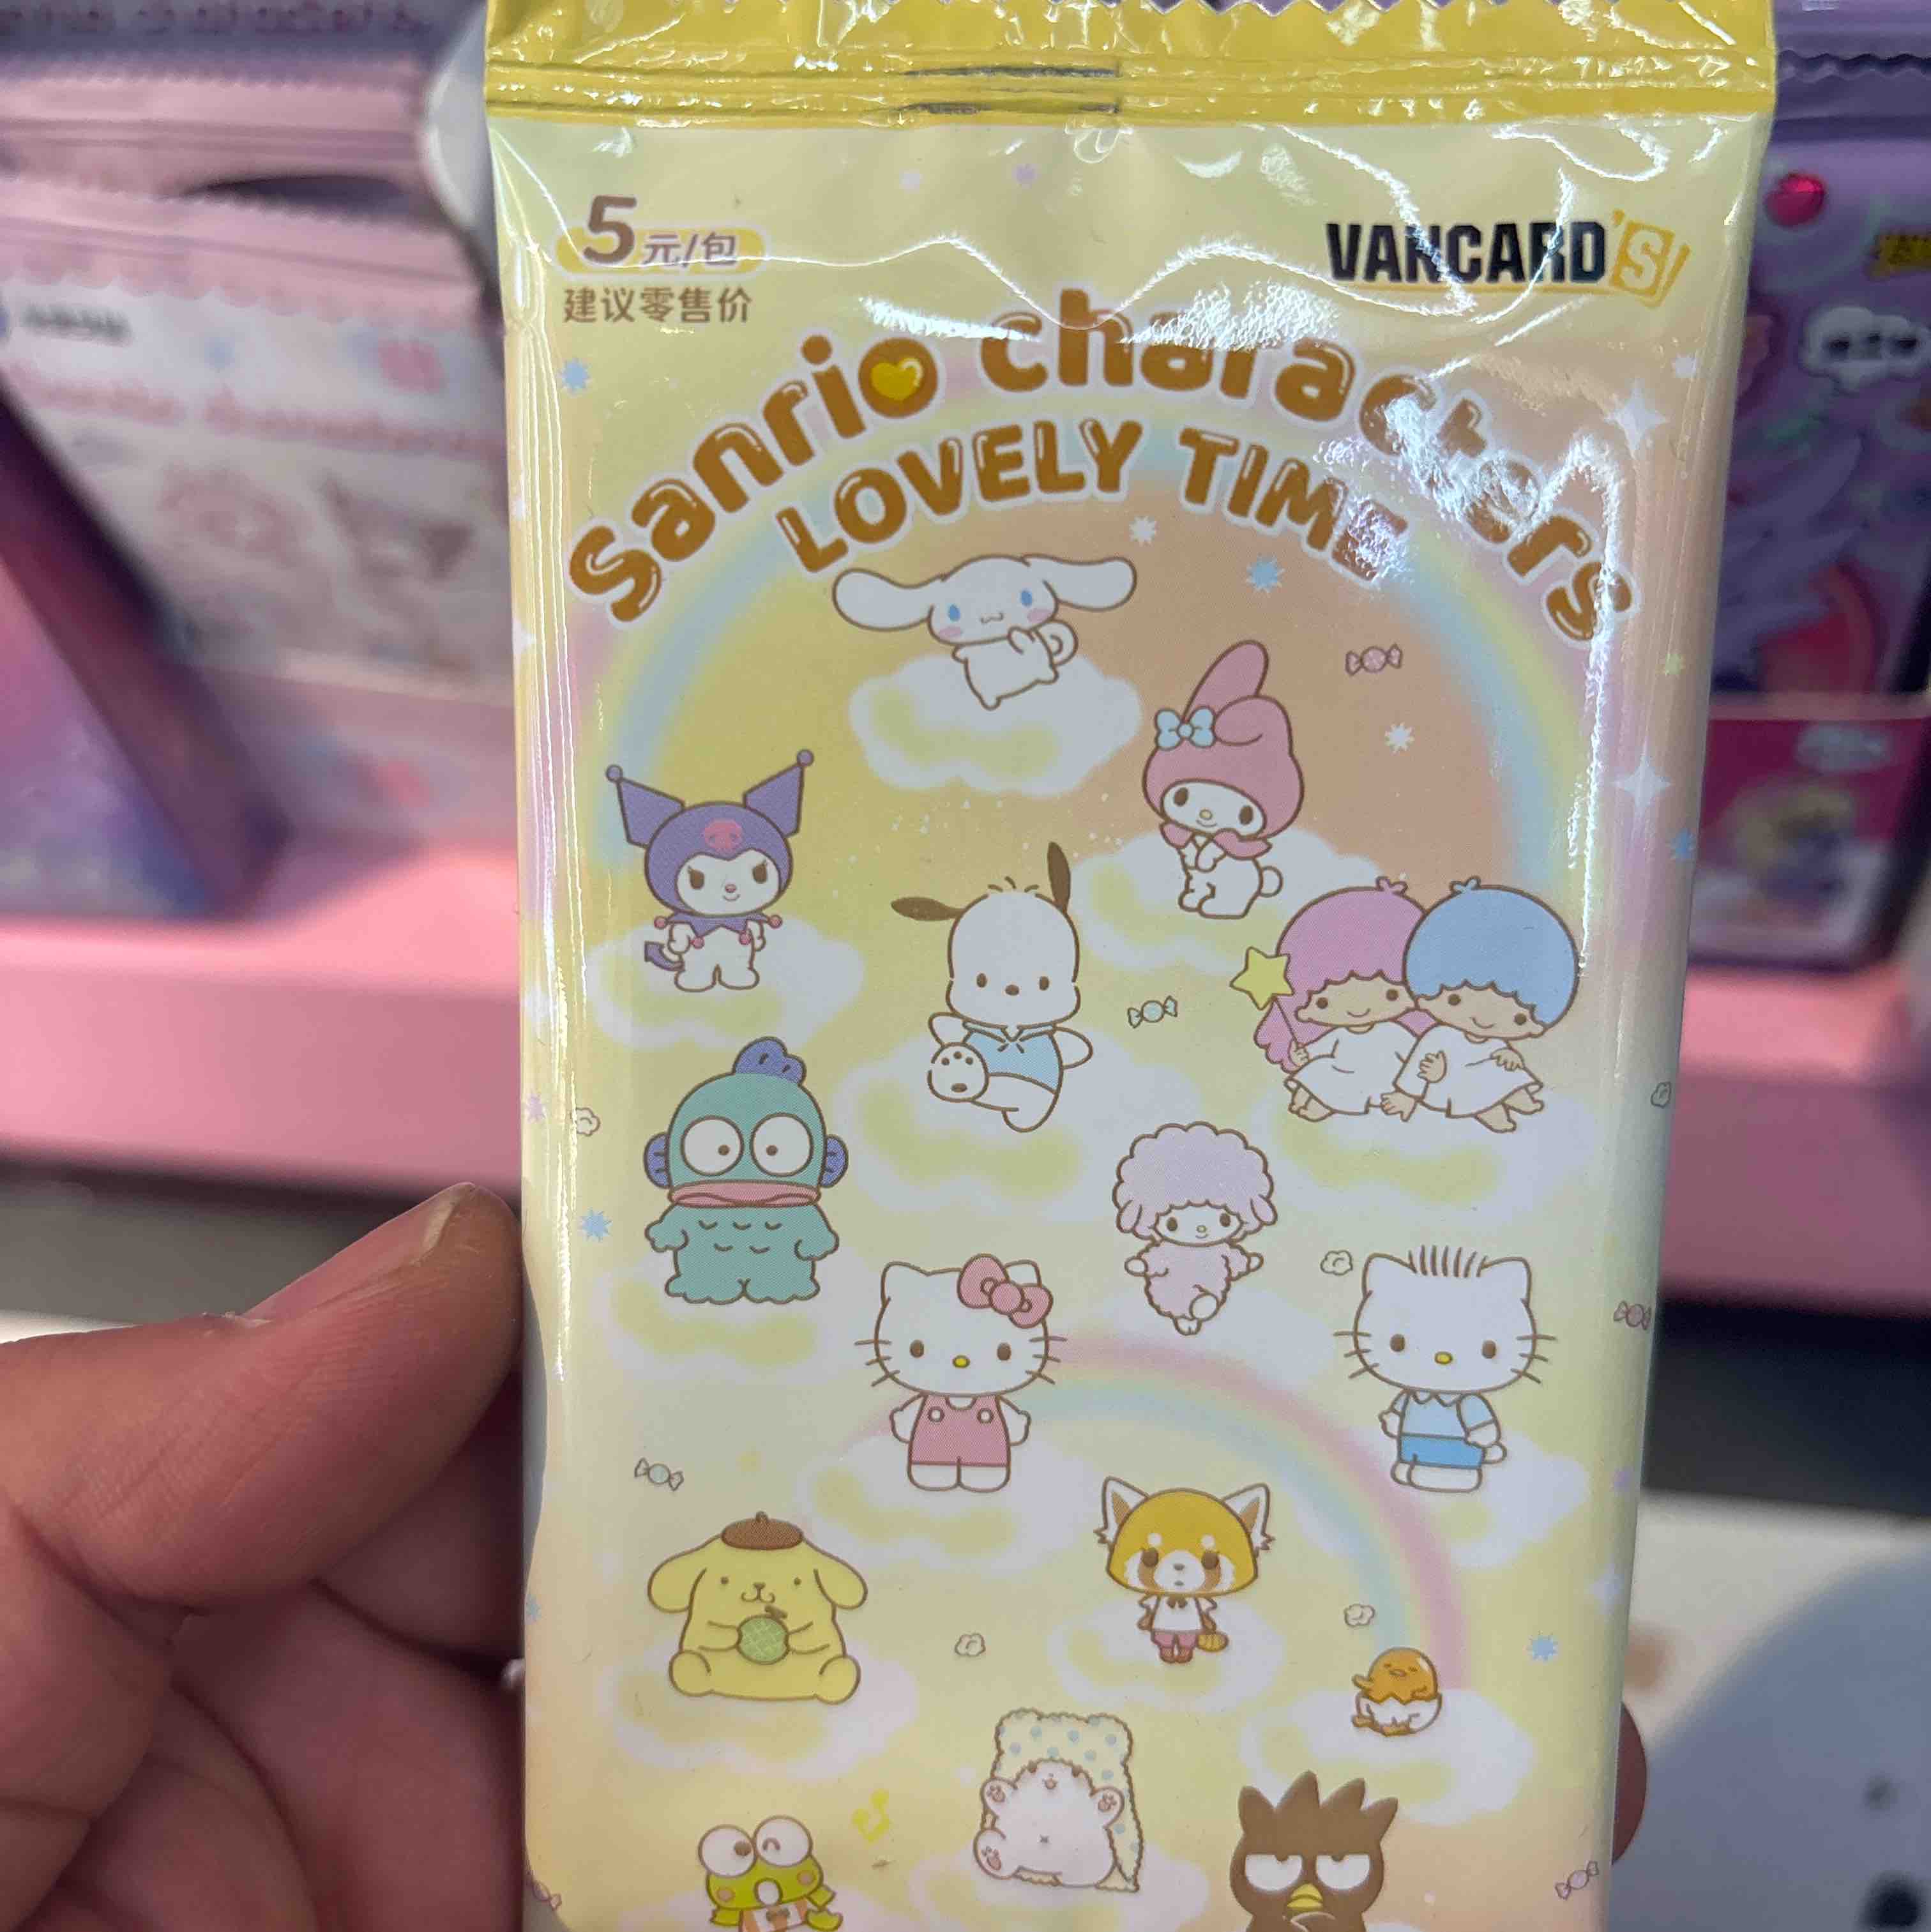 5元/包
建议零售价
VANCARD'S
sanrio characters
LOVELY TIME